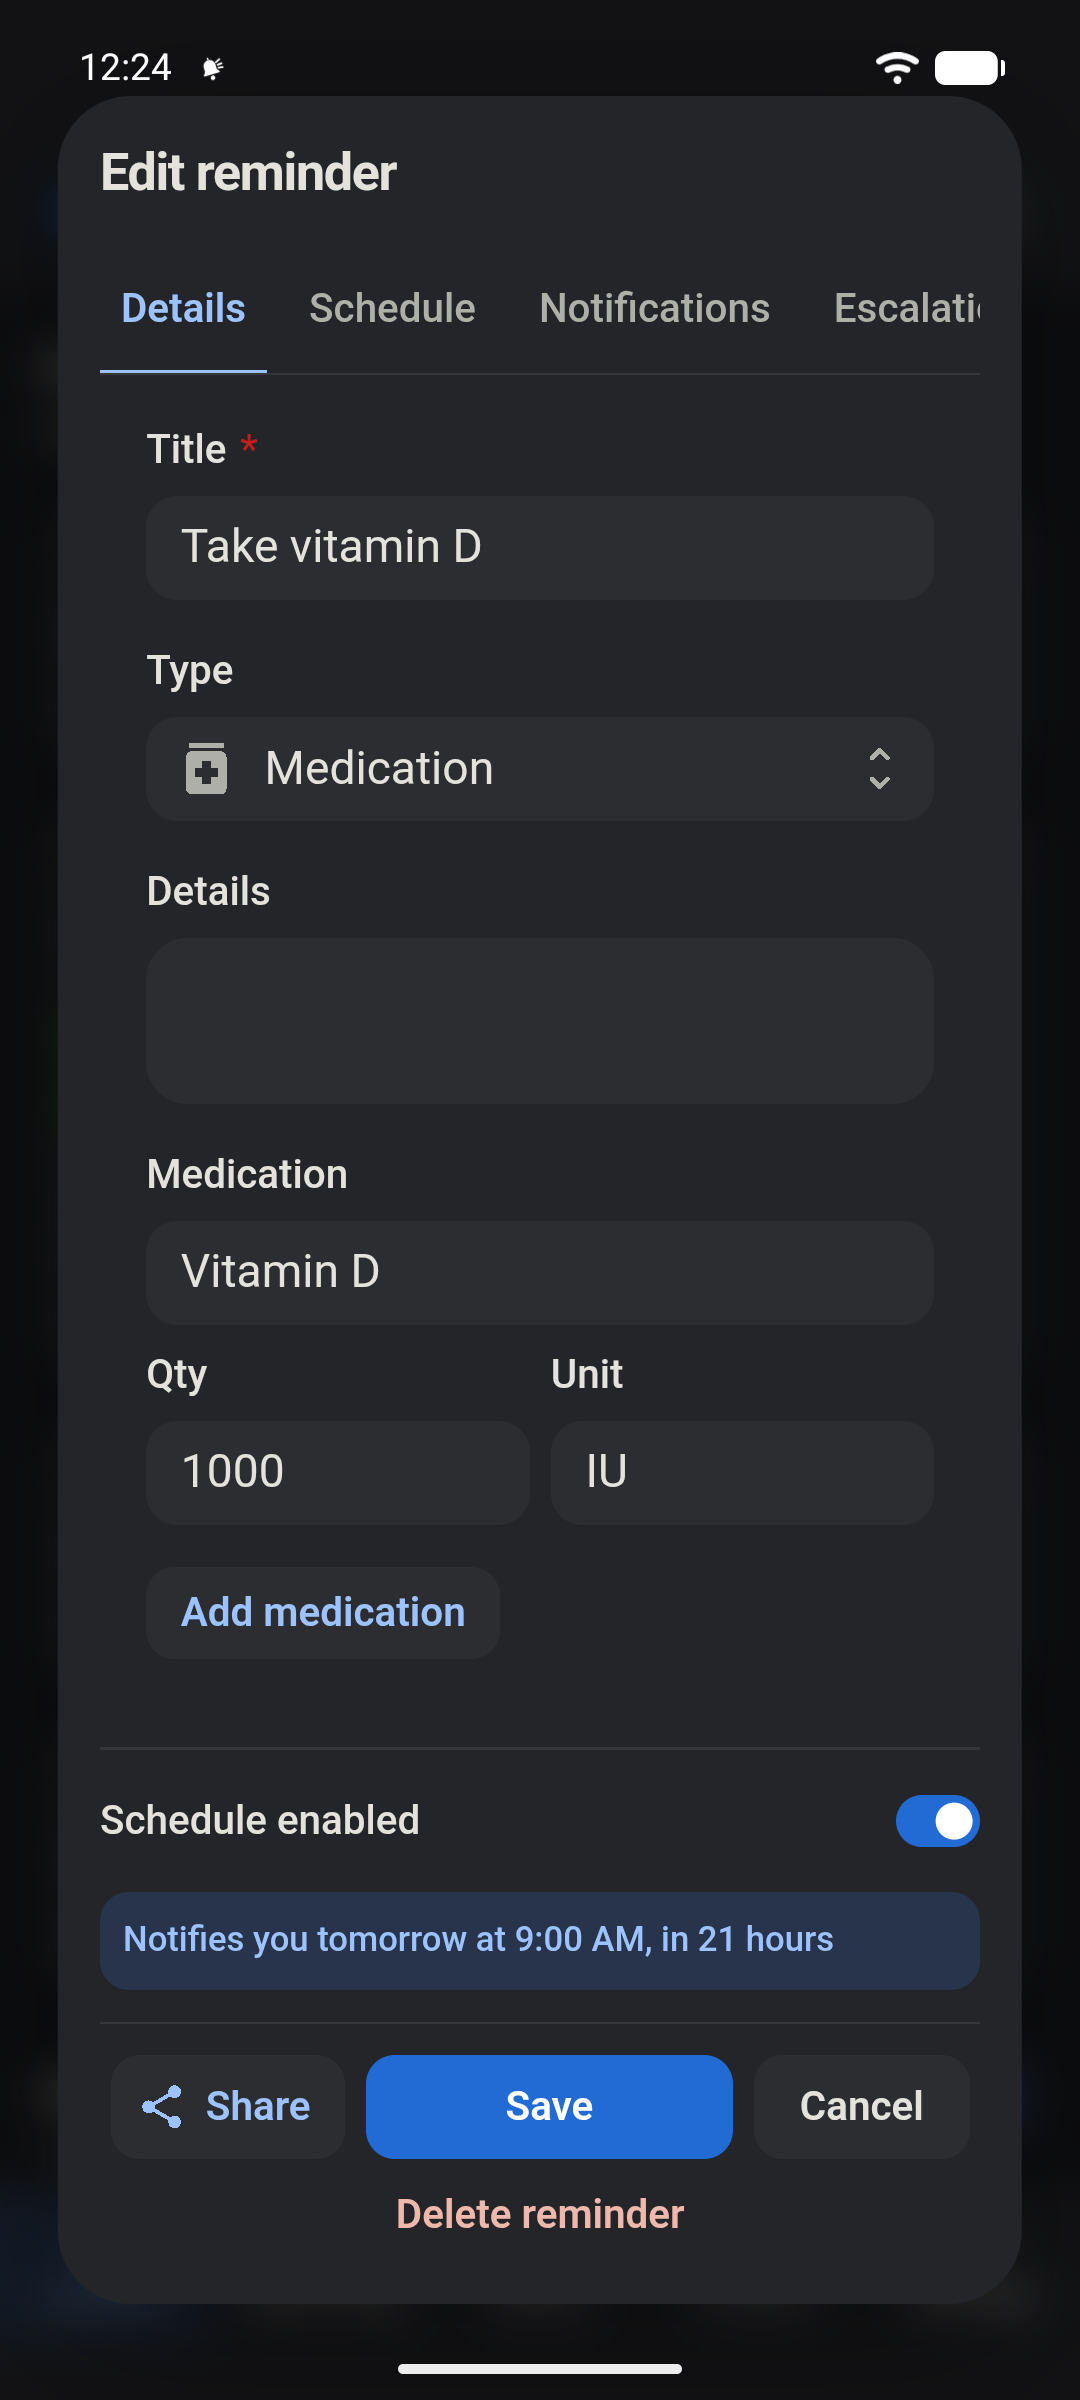 12:24
Edit reminder
Details Schedule Notifications Escalati
Title *
Take vitamin D
Type
Medication
Details
Medication
Vitamin D
Qty Unit
1000 IU
Add medication
Schedule enabled
Notifies you tomorrow at 9:00 AM, in 21 hours
Share Save Cancel
Delete reminder